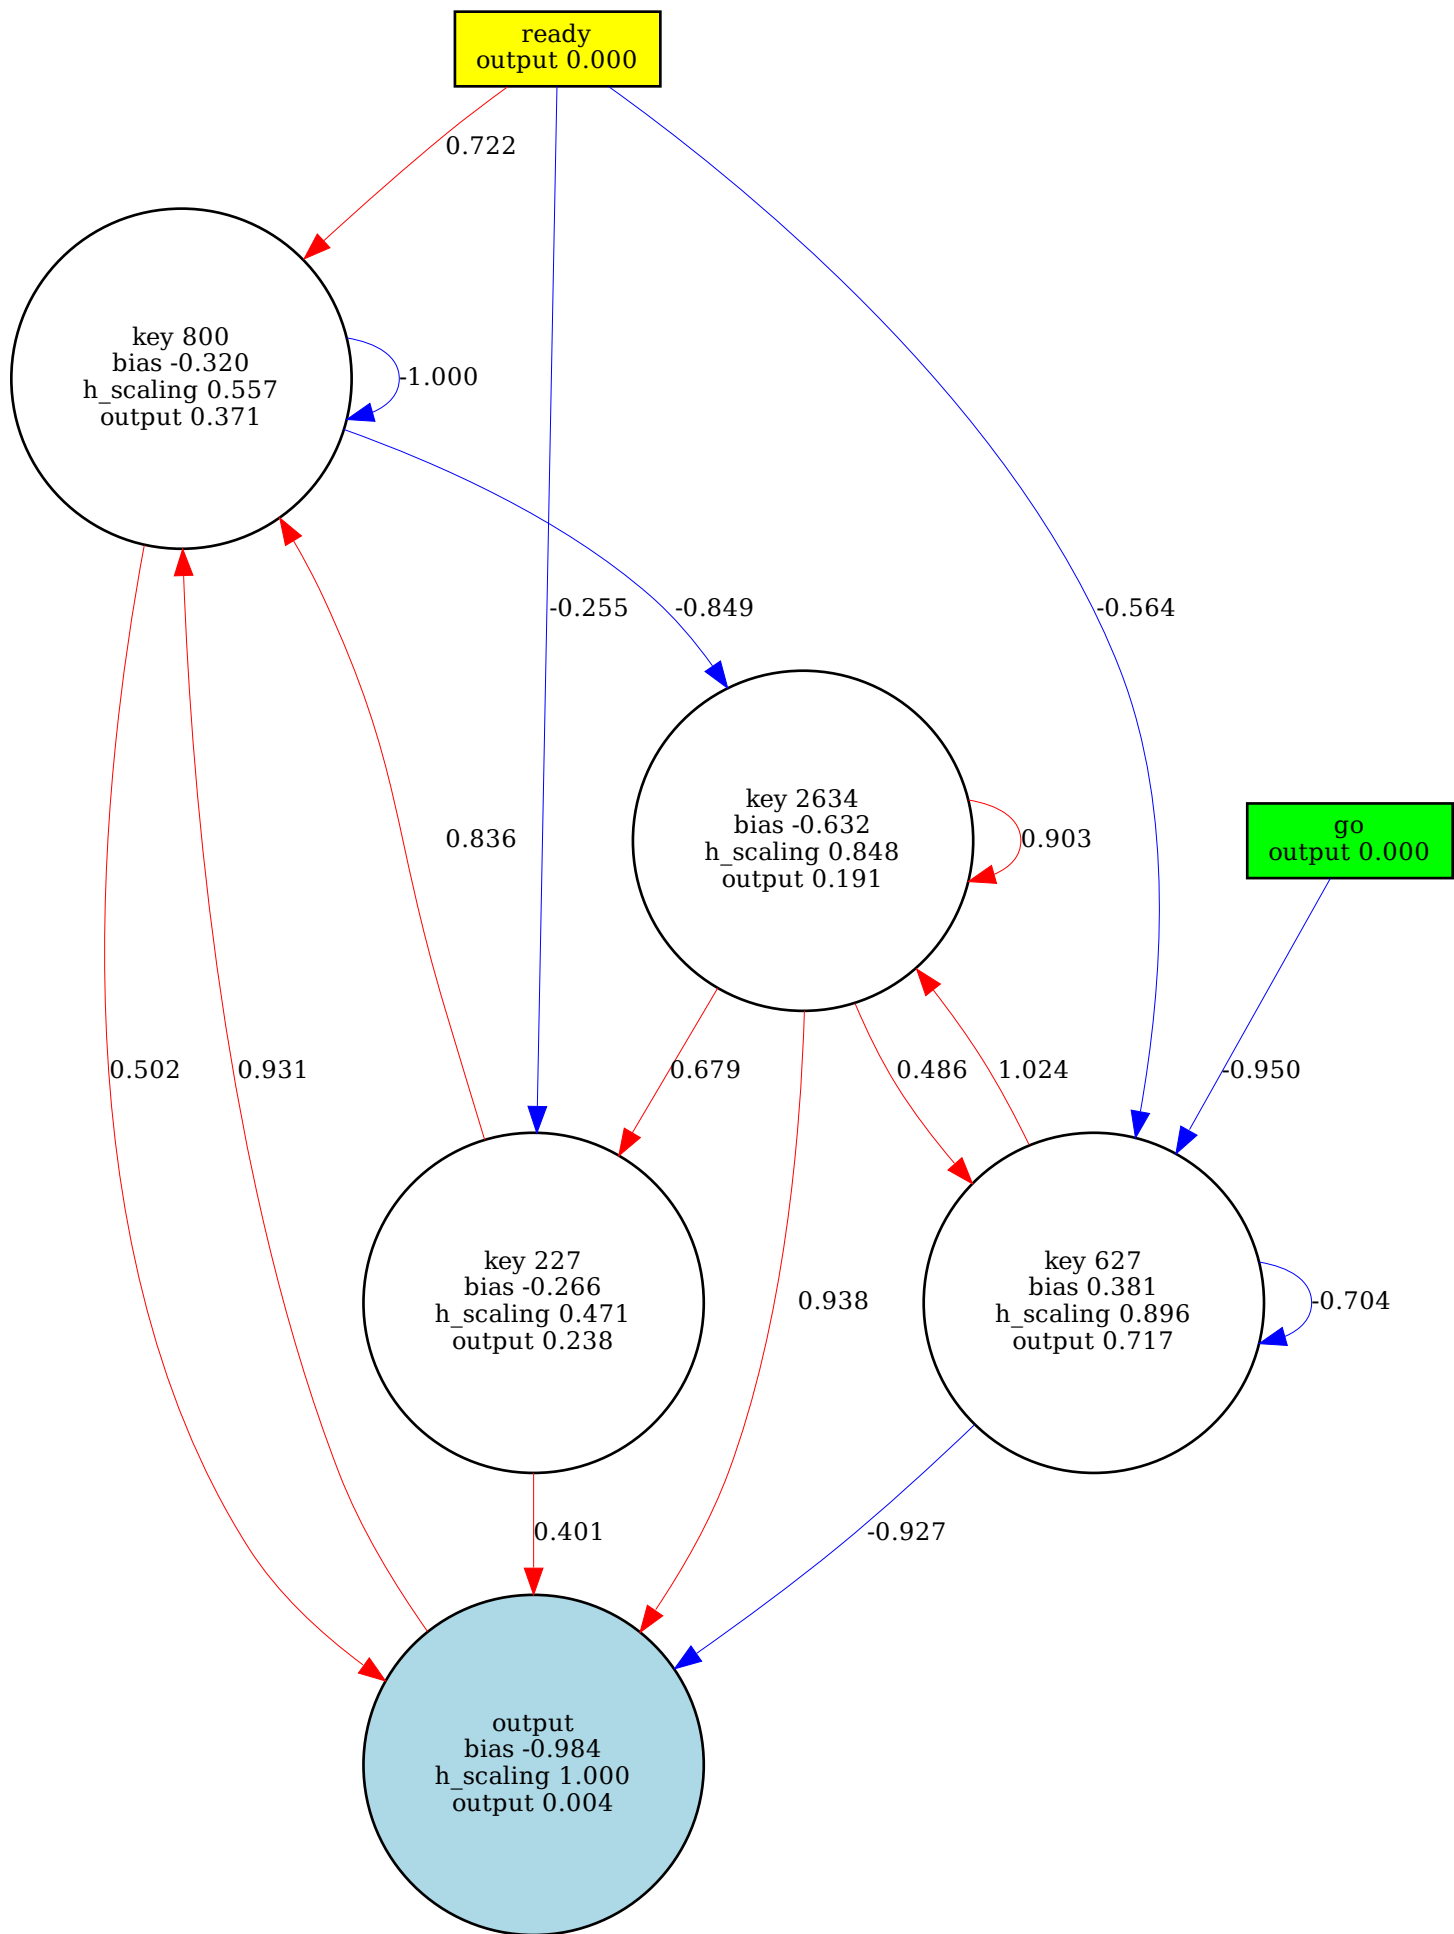 ready
output 0.000
0.722
key 800
bias -0.320
h_scaling 0.557
output 0.371
-1.000
-0.255
-0.849
-0.564
key 2634
bias -0.632
h_scaling 0.848
output 0.191
0.903
go
output 0.000
0.836
0.502
0.931
0.679
0.486
1.024
-0.950
key 227
bias -0.266
h_scaling 0.471
output 0.238
0.938
key 627
bias 0.381
h_scaling 0.896
output 0.717
-0.704
0.401
-0.927
output
bias -0.984
h_scaling 1.000
output 0.004